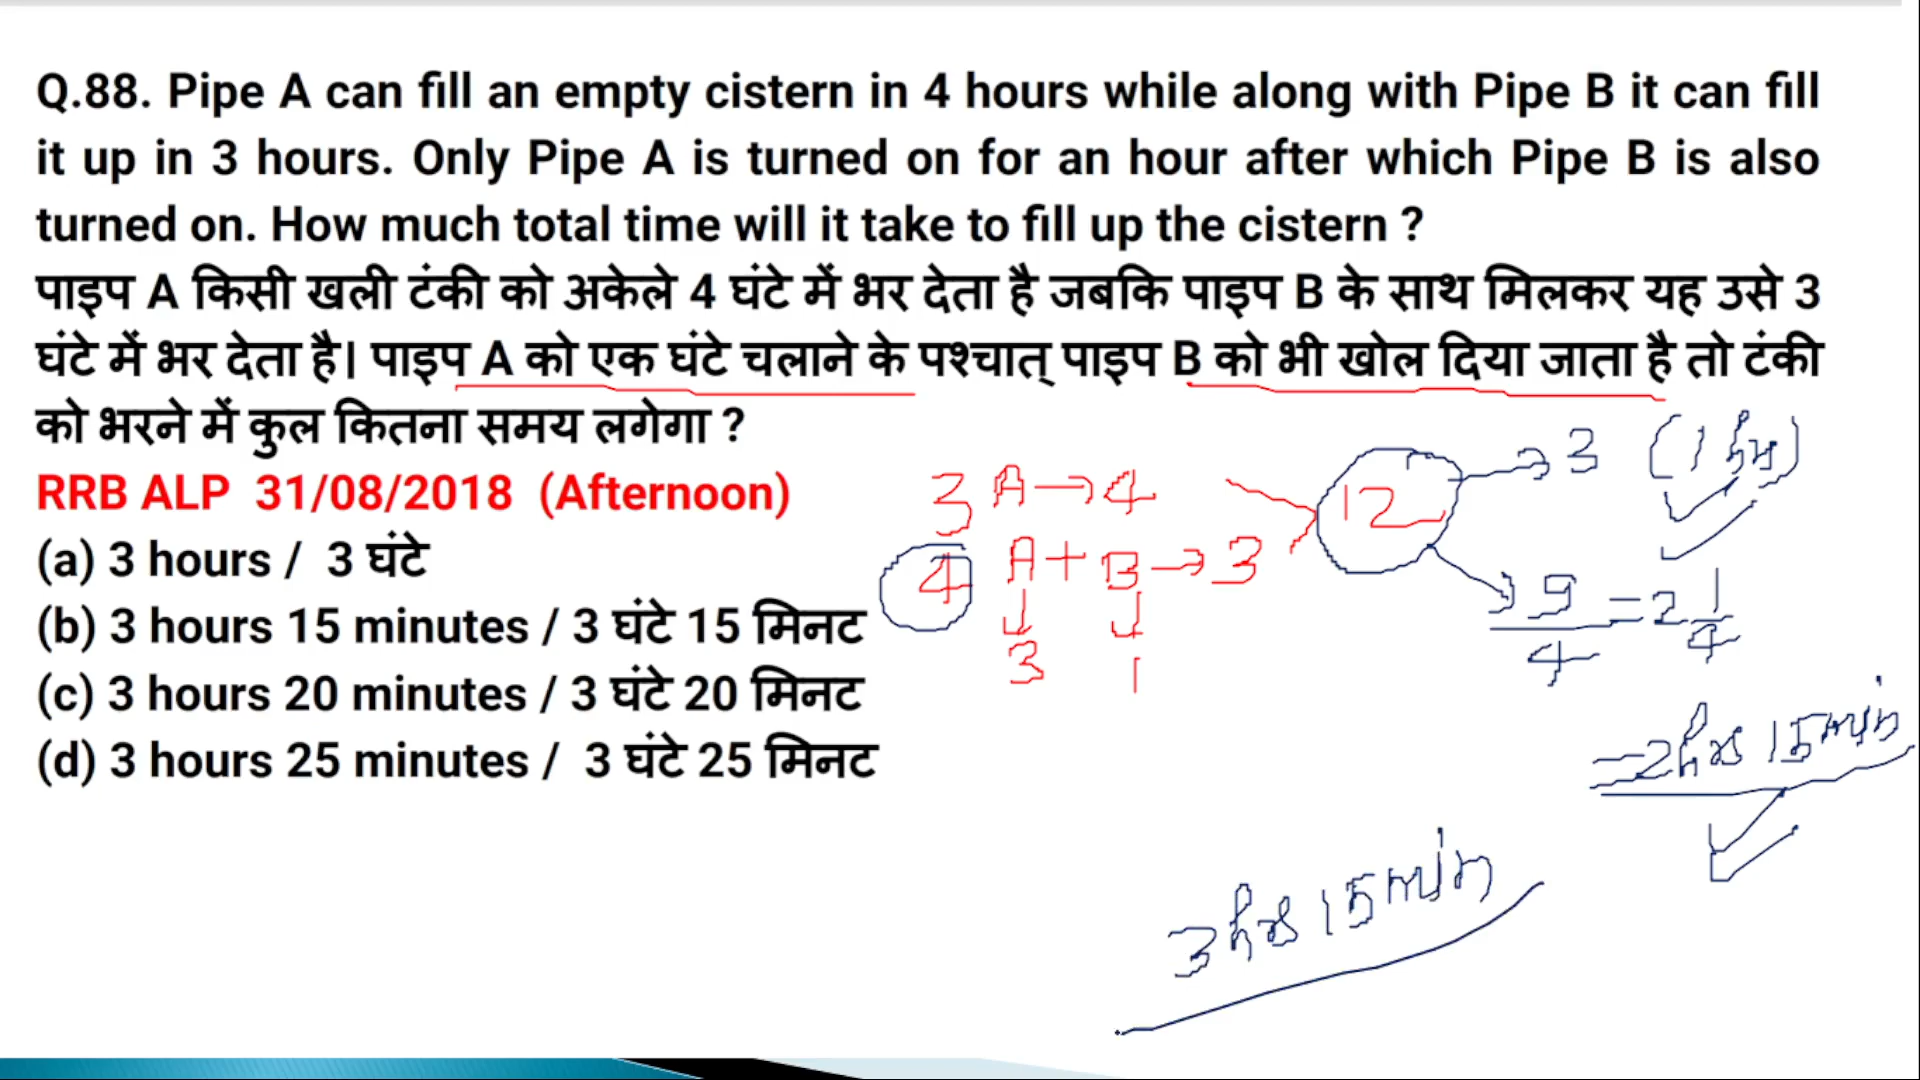 Q.88. Pipe A can fill an empty cistern in 4 hours while along with Pipe B it can fill
it up in 3 hours. Only Pipe A is turned on for an hour after which Pipe B is also
turned on. How much total time will it take to fill up the cistern ?
पाइप A किसी खली टंकी को अकेले 4 घंटे में भर देता है जबकि पाइप B के साथ मिलकर यह उसे 3
घंटे में भर देता है। पाइप A को एक घंटे चलाने के पश्चात् पाइप B को भी खोल दिया जाता है तो टंकी
को भरने में कुल कितना समय लगेगा ?
RRB ALP 31/08/2018 (Afternoon)
(a) 3 hours / 3 घंटे
(b) 3 hours 15 minutes / 3 घंटे 15 मिनट
(c) 3 hours 20 minutes / 3 घंटे 20 मिनट
(d) 3 hours 25 minutes / 3 घंटे 25 मिनट
3 A→4
4 A+B→3
3 1
12
→3 (1 hr)
9/4 = 2 1/4
=2hrs 15min
3hrs 15min